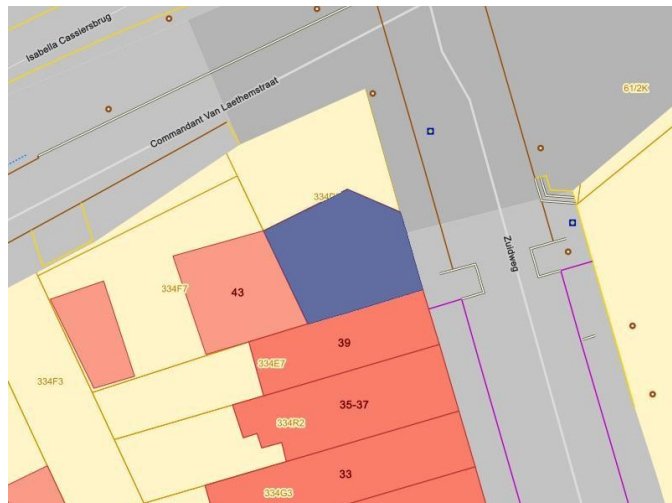 Isabella Cassiersbrug
Commandant Van Laethemstraat
61/2K
Zuidweg
334F7
43
39
334E7
334F3
35-37
334R2
33
334G3